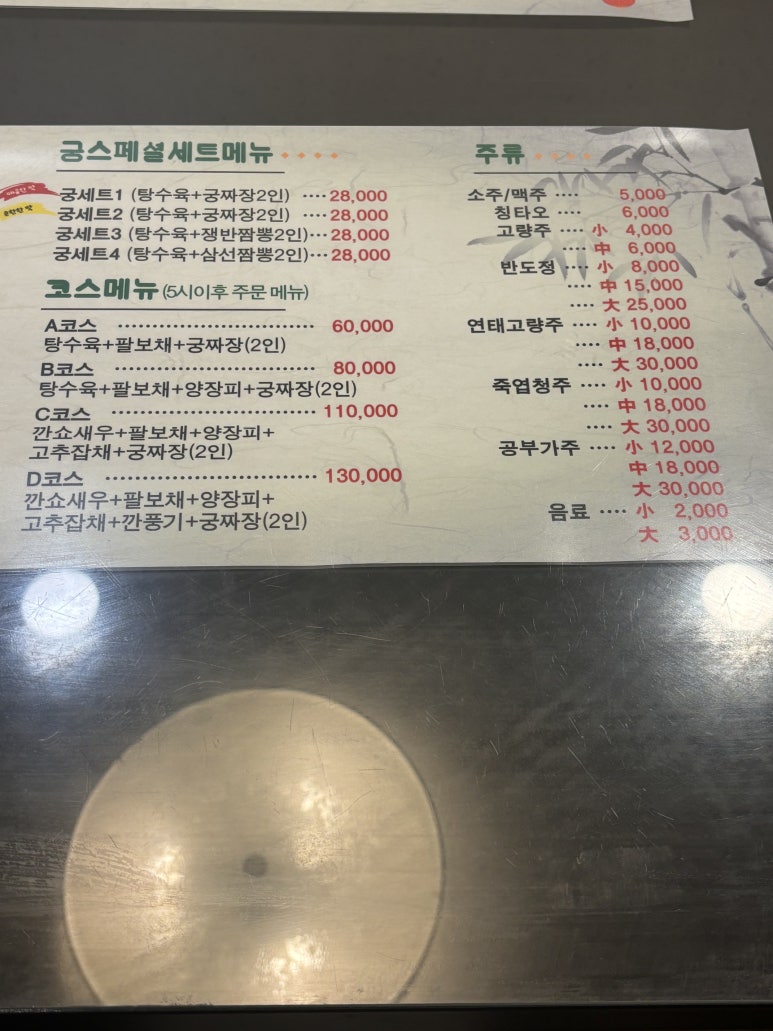 궁스페셜세트메뉴
매콤한 맛
궁세트1 (탕수육+궁짜장2인) ····28,000
순한한 맛
궁세트2 (탕수육+궁짜장2인) ····28,000
궁세트3 (탕수육+쟁반짬뽕2인)···28,000
궁세트4 (탕수육+삼선짬뽕2인)···28,000
코스메뉴 (5시이후 주문 메뉴)
A코스 ······························ 60,000
탕수육+팔보채+궁짜장(2인)
B코스 ······························ 80,000
탕수육+팔보채+양장피+궁짜장(2인)
C코스 ······························ 110,000
깐쇼새우+팔보채+양장피+
고추잡채+궁짜장(2인)
D코스 ······························ 130,000
깐쇼새우+팔보채+양장피+
고추잡채+깐풍기+궁짜장(2인)
주류
소주/맥주 ···· 5,000
칭타오 ···· 6,000
고량주 ···· 小 4,000
···· 中 6,000
반도정 ···· 小 8,000
···· 中 15,000
···· 大 25,000
연태고량주 ···· 小 10,000
···· 中 18,000
···· 大 30,000
죽엽청주 ···· 小 10,000
···· 中 18,000
···· 大 30,000
공부가주 ···· 小 12,000
中 18,000
大 30,000
음료 ···· 小 2,000
大 3,000